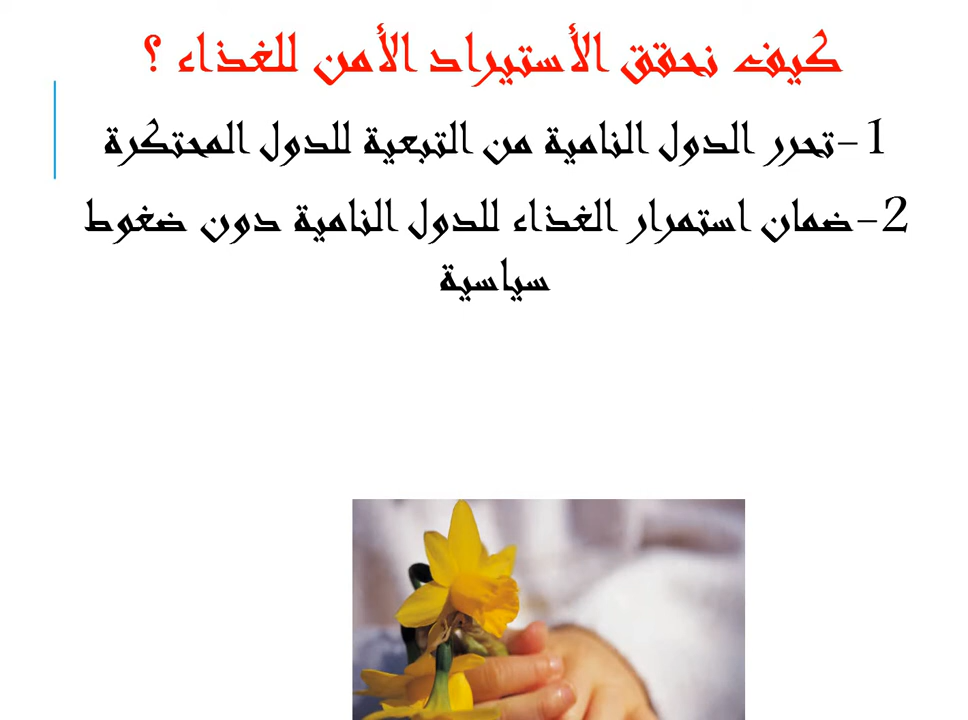 كيف نحقق الأستيراد الأمن للغذاء ؟
1-تحرر الدول النامية من التبعية للدول المحتكرة
2-ضمان استمرار الغذاء للدول النامية دون ضغوط
سياسية